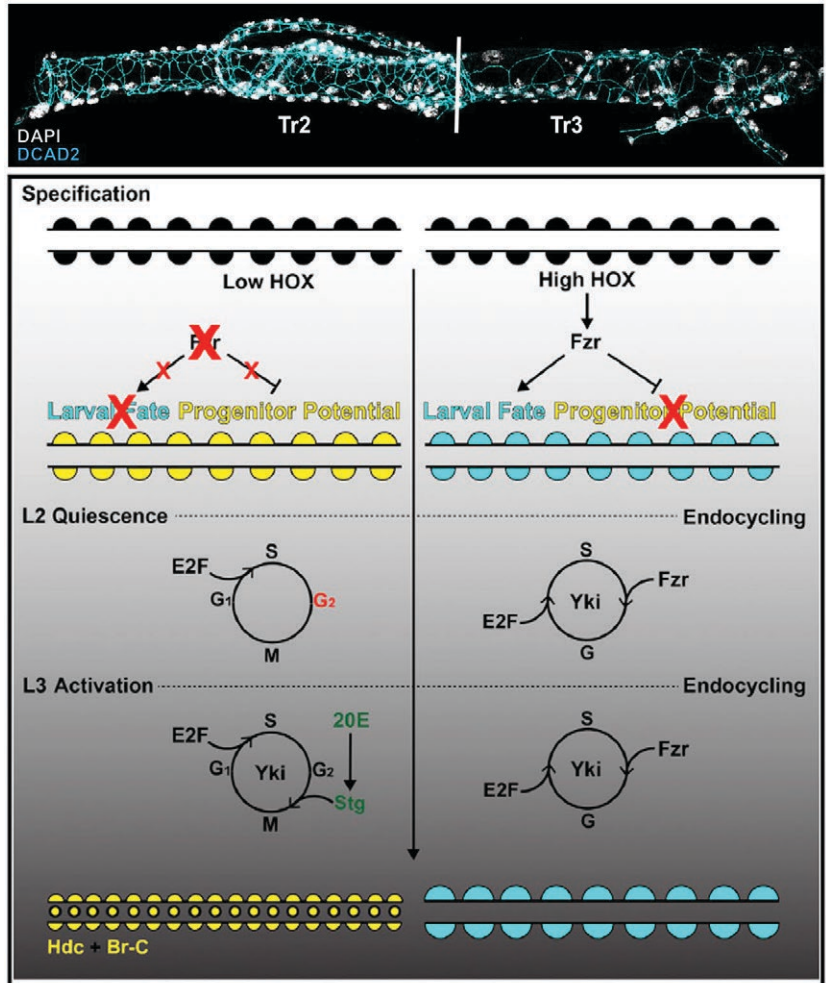 Tr2
Tr3
DAPI
DCAD2
Specification
Low HOX
High HOX
Fzr
Fzr
Larval Fate Progenitor Potential
Larval Fate Progenitor Potential
L2 Quiescence
Endocycling
S
E2F
G1
G2
M
S
Fzr
Yki
E2F
G
L3 Activation
Endocycling
S
20E
E2F
G1
Yki
G2
Stg
M
S
Fzr
Yki
E2F
G
Hdc + Br-C